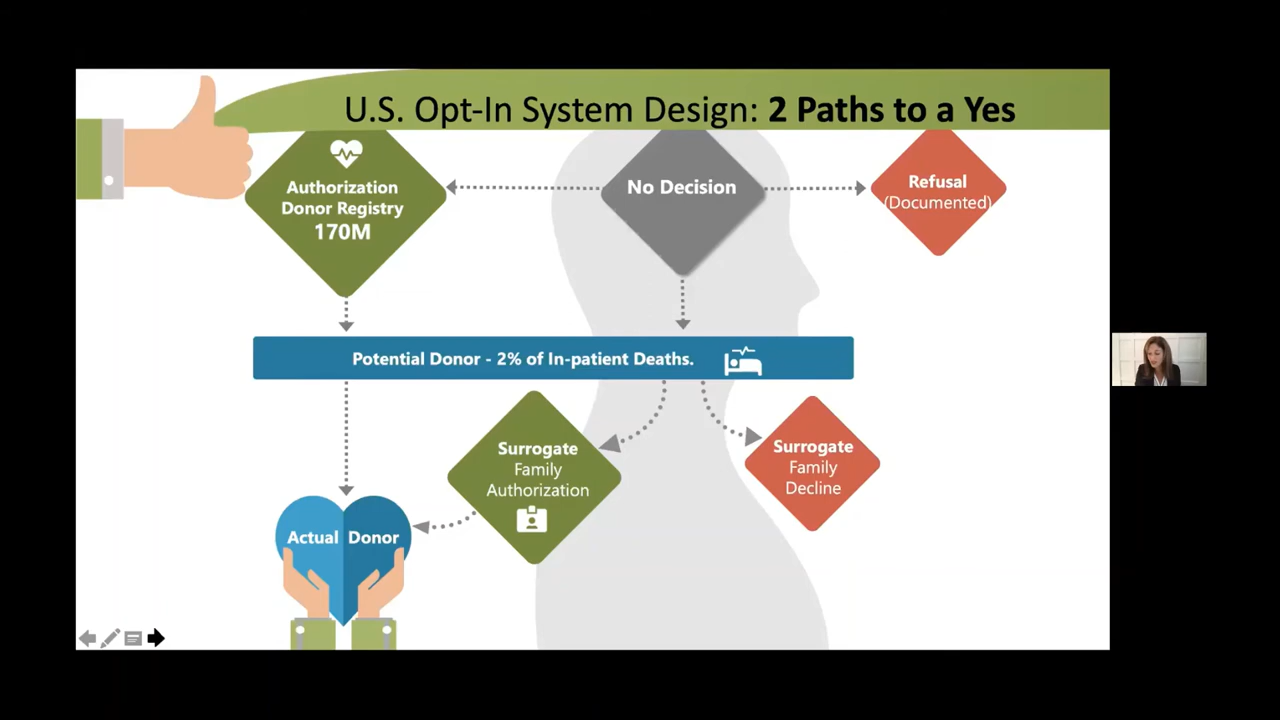 U.S. Opt-In System Design: 2 Paths to a Yes
Authorization
Donor Registry
170M
No Decision
Refusal
(Documented)
Potential Donor - 2% of In-patient Deaths.
Surrogate
Family
Authorization
Surrogate
Family
Decline
Actual Donor